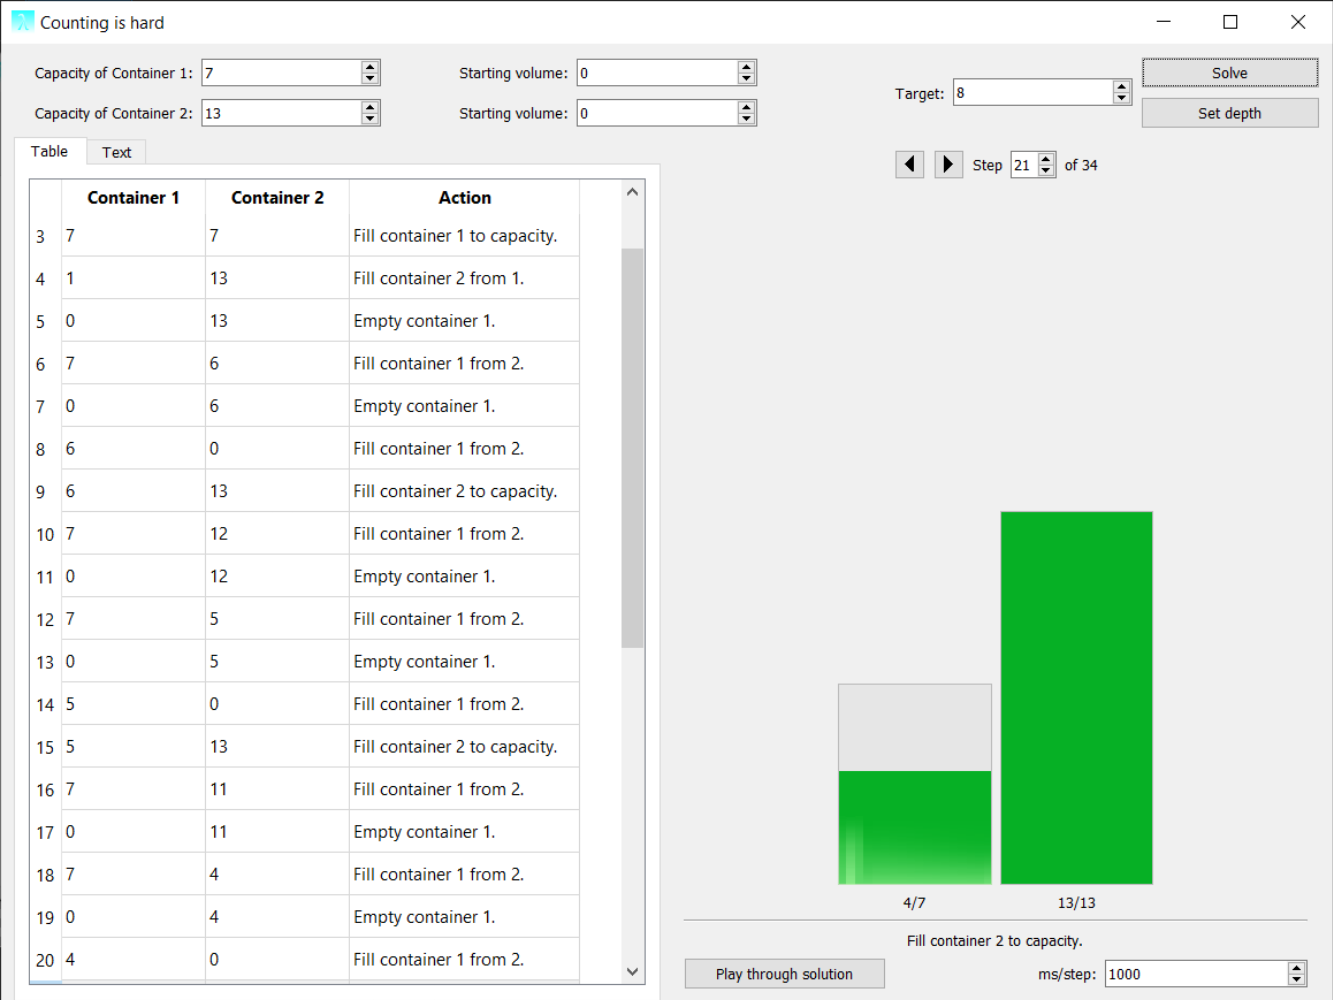 Counting is hard
Capacity of Container 1: 7 Starting volume: 0
Capacity of Container 2: 13 Starting volume: 0
Target: 8
Solve
Set depth
Table Text
Step 21 of 34
Container 1 Container 2 Action
3 7 7 Fill container 1 to capacity.
4 1 13 Fill container 2 from 1.
5 0 13 Empty container 1.
6 7 6 Fill container 1 from 2.
7 0 6 Empty container 1.
8 6 0 Fill container 1 from 2.
9 6 13 Fill container 2 to capacity.
10 7 12 Fill container 1 from 2.
11 0 12 Empty container 1.
12 7 5 Fill container 1 from 2.
13 0 5 Empty container 1.
14 5 0 Fill container 1 from 2.
15 5 13 Fill container 2 to capacity.
16 7 11 Fill container 1 from 2.
17 0 11 Empty container 1.
18 7 4 Fill container 1 from 2.
19 0 4 Empty container 1.
20 4 0 Fill container 1 from 2.
4/7 13/13
Fill container 2 to capacity.
Play through solution ms/step: 1000